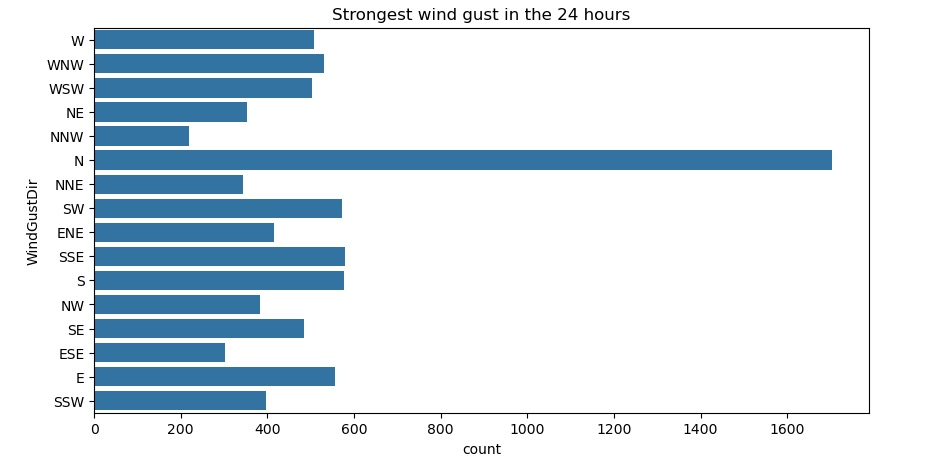 Strongest wind gust in the 24 hours
WindGustDir
W
WNW
WSW
NE
NNW
N
NNE
SW
ENE
SSE
S
NW
SE
ESE
E
SSW
0 200 400 600 800 1000 1200 1400 1600
count